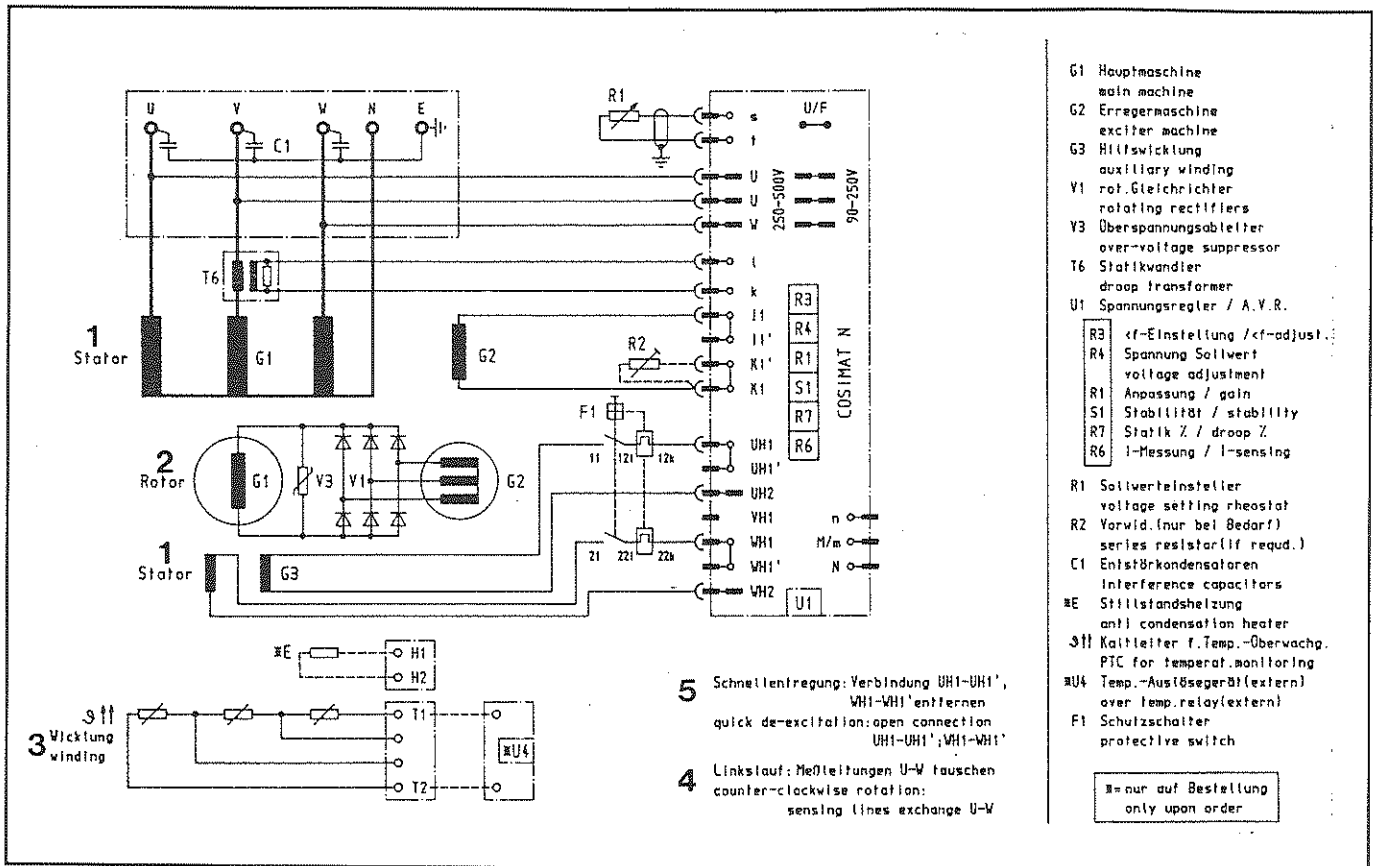 U V W N E
C1
R1
s
t
U
U
W
l
k
I1
I1'
K1'
K1
UH1
UH1'
UH2
VH1
WH1
WH1'
WH2
U/F
250-500V
90-250V
R3
R4
R1
S1
R7
R6
COSIMAT N
n
M/m
N
U1
T6
1
Stator
G1
G2
R2
F1
11 12i 12k
21 22i 22k
2
Rotor
G1
V3
V1
G2
1
Stator
G3
※E
H1
H2
ϑ↑↑
3 Wicklung
winding
T1
T2
※U4
5 Schnellentregung: Verbindung UH1-UH1',
WH1-WH1' entfernen
quick de-excitation: open connection
UH1-UH1'; WH1-WH1'
4 Linkslauf: Meßleitungen U-W tauschen
counter-clockwise rotation:
sensing lines exchange U-W
G1 Hauptmaschine
main machine
G2 Erregermaschine
exciter machine
G3 Hilfswicklung
auxiliary winding
V1 rot.Gleichrichter
rotating rectifiers
V3 Überspannungsableiter
over-voltage suppressor
T6 Statikwandler
droop transformer
U1 Spannungsregler / A.V.R.
R3 <f-Einstellung /<f-adjust.
R4 Spannung Sollwert
voltage adjustment
R1 Anpassung / gain
S1 Stabilität / stability
R7 Statik % / droop %
R6 I-Messung / I-sensing
R1 Sollwerteinsteller
voltage setting rheostat
R2 Vorwid.(nur bei Bedarf)
series resistor(if requd.)
C1 Entstörkondensatoren
interference capacitors
※E Stillstandsheizung
anti condensation heater
ϑ↑↑ Kaltleiter f.Temp.-Überwachg.
PTC for temperat.monitoring
※U4 Temp.-Auslösegerät(extern)
over temp.relay(extern)
F1 Schutzschalter
protective switch
※=nur auf Bestellung
only upon order